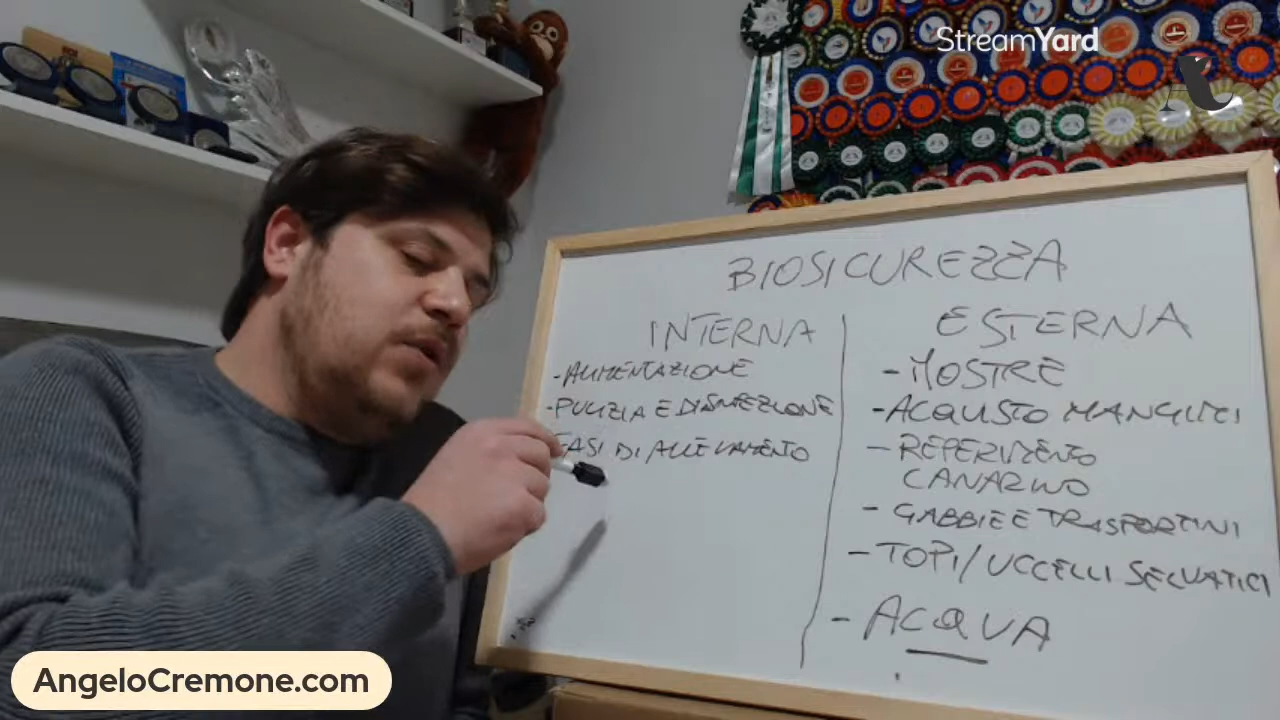 StreamYard
BIOSICUREZZA
INTERNA
- ALIMENTAZIONE
- PULIZIA E DISINFEZIONE
FASI DI ALLEVAMENTO
ESTERNA
- MOSTRE
- ACQUISTO MANGIMI
- REPERIMENTO
CANARINO
- GABBIE E TRASPORTINI
- TOPI/UCCELLI SELVATICI
- ACQUA
AngeloCremone.com